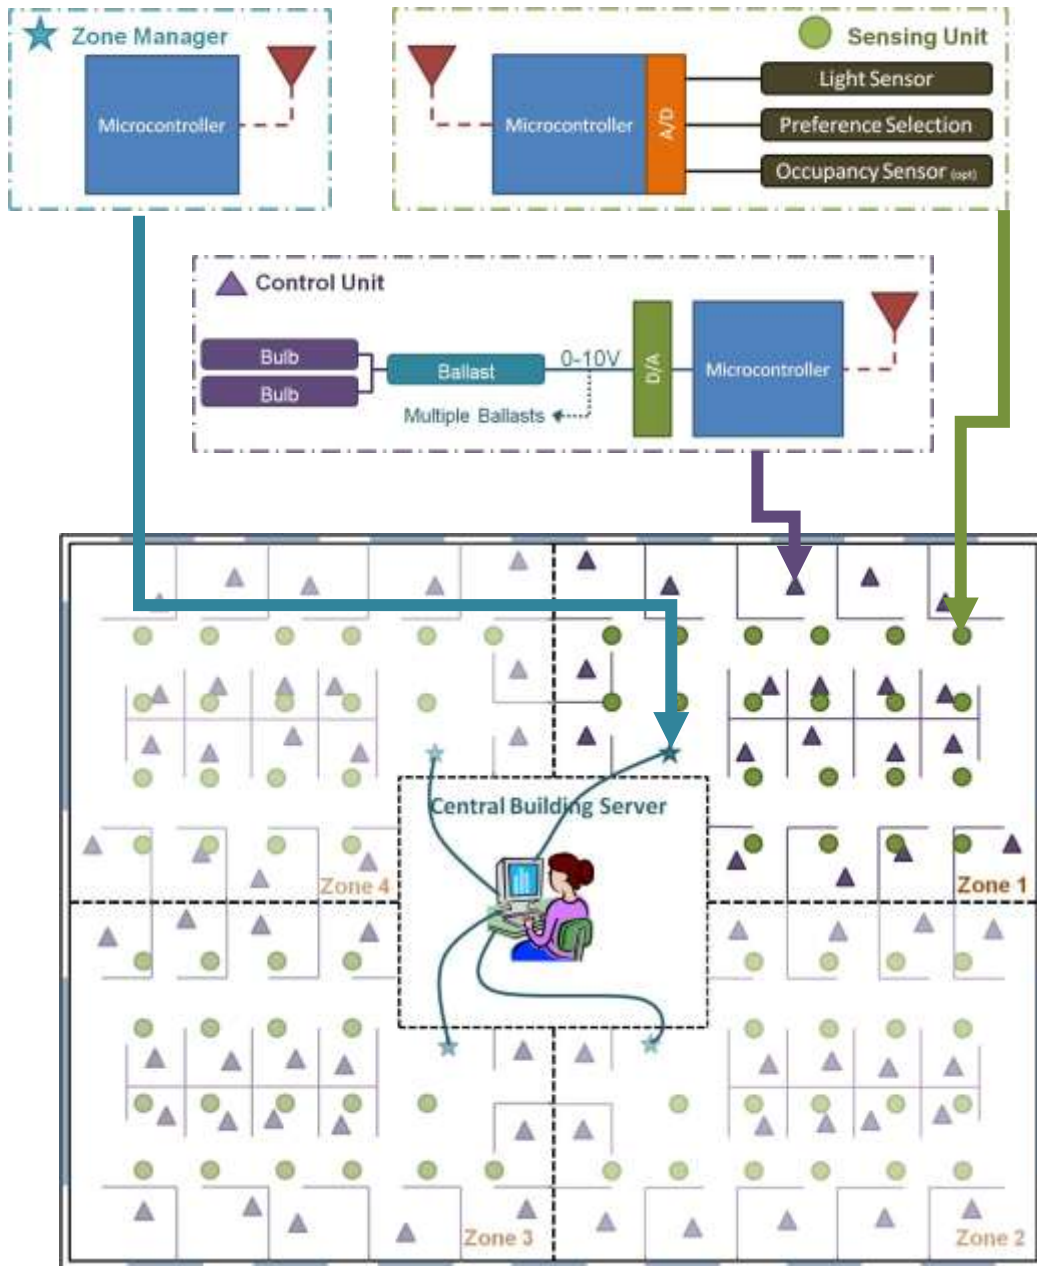 Zone Manager
Microcontroller
Sensing Unit
Microcontroller
A/D
Light Sensor
Preference Selection
Occupancy Sensor (opt)
Control Unit
Bulb
Bulb
Ballast
0-10V
Multiple Ballasts
D/A
Microcontroller
Central Building Server
Zone 4
Zone 1
Zone 3
Zone 2